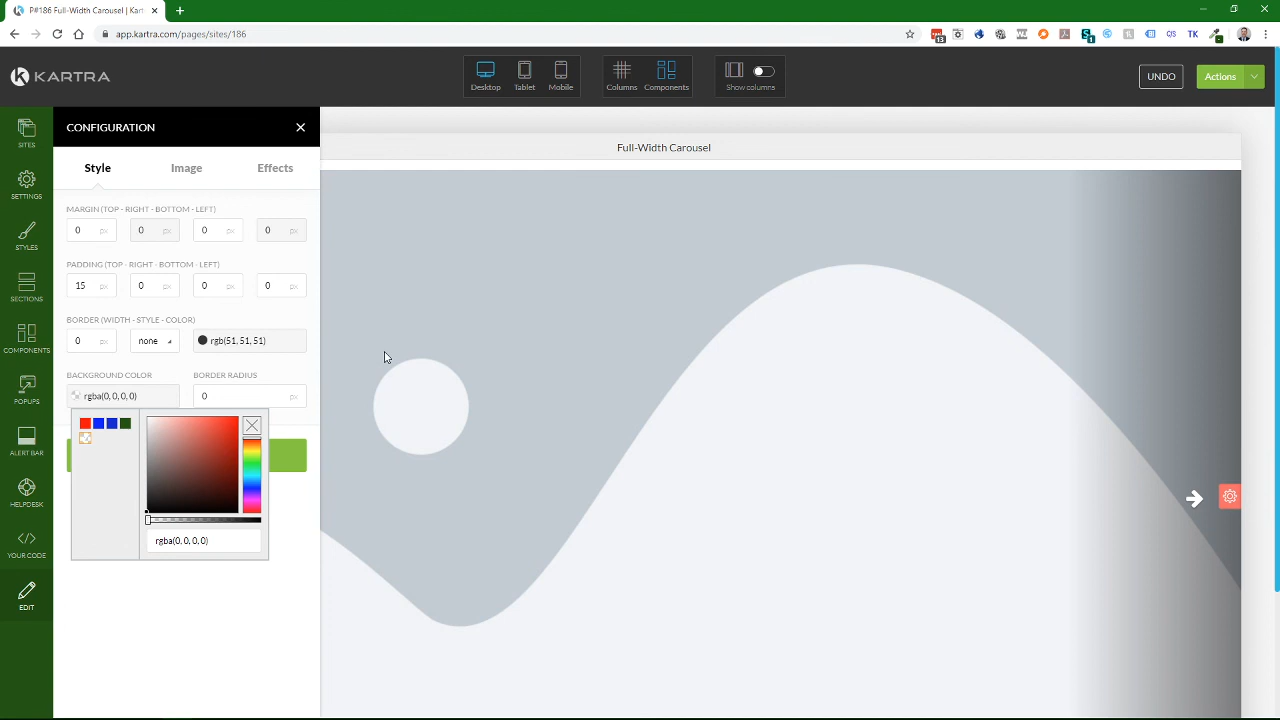 P#186 Full-Width Carousel | Kart
app.kartra.com/pages/sites/186
KARTRA
Desktop
Tablet
Mobile
Columns
Components
Show columns
UNDO
Actions
SITES
SETTINGS
STYLES
SECTIONS
COMPONENTS
POPUPS
ALERT BAR
HELPDESK
YOUR CODE
EDIT
CONFIGURATION
Style
Image
Effects
MARGIN (TOP - RIGHT - BOTTOM - LEFT)
0 px 0 px 0 px 0 px
PADDING (TOP - RIGHT - BOTTOM - LEFT)
15 px 0 px 0 px 0 px
BORDER (WIDTH - STYLE - COLOR)
0 px none rgb(51, 51, 51)
BACKGROUND COLOR BORDER RADIUS
rgba(0, 0, 0, 0) 0 px
rgba(0, 0, 0, 0)
Full-Width Carousel